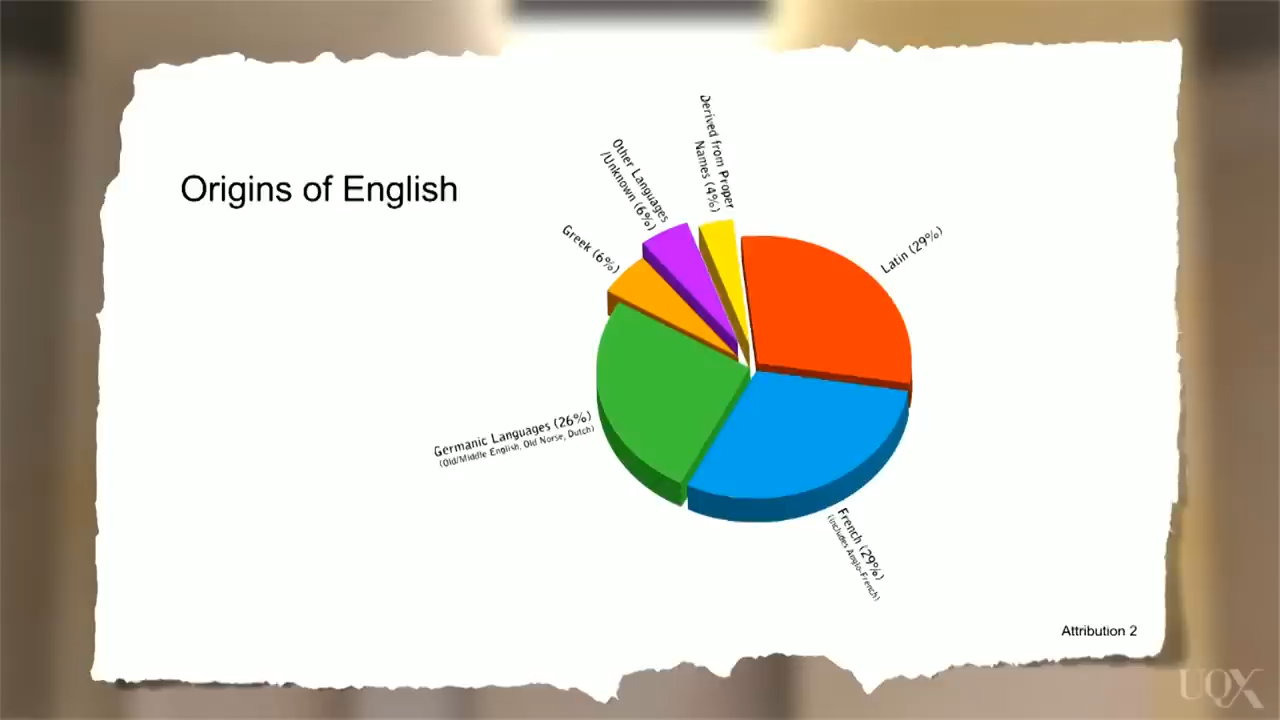 Origins of English
Derived from Proper
Names (4%)
Other Languages
/Unknown (6%)
Greek (6%)
Latin (29%)
Germanic Languages (26%)
(Old/Middle English, Old Norse, Dutch)
French (29%)
(includes Anglo-French)
Attribution 2
UQX